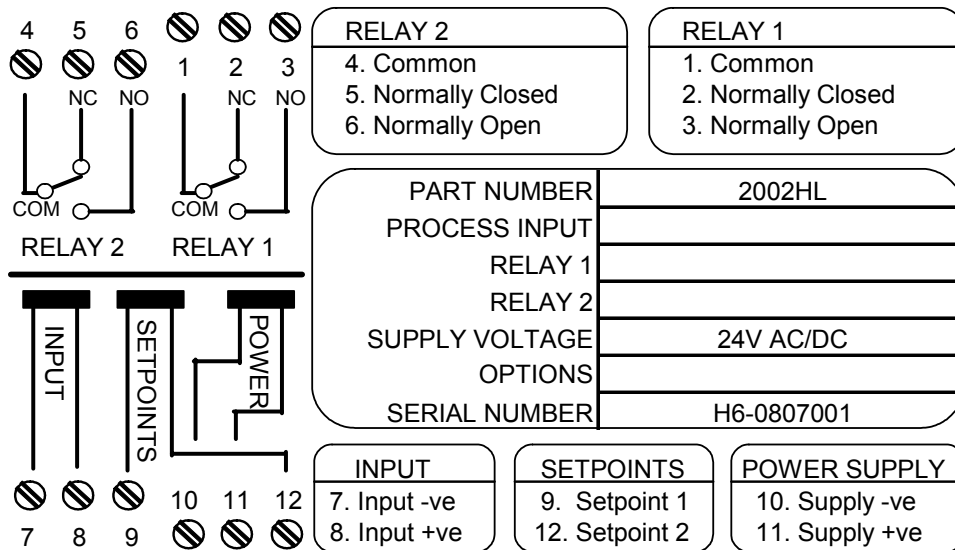 4 5 6
1 2 3
NC NO
NC NO
COM
COM
RELAY 2 RELAY 1
INPUT
SETPOINTS
POWER
7 8 9
10 11 12
RELAY 2
4. Common
5. Normally Closed
6. Normally Open
RELAY 1
1. Common
2. Normally Closed
3. Normally Open
PART NUMBER 2002HL
PROCESS INPUT
RELAY 1
RELAY 2
SUPPLY VOLTAGE 24V AC/DC
OPTIONS
SERIAL NUMBER H6-0807001
INPUT
7. Input -ve
8. Input +ve
SETPOINTS
9. Setpoint 1
12. Setpoint 2
POWER SUPPLY
10. Supply -ve
11. Supply +ve